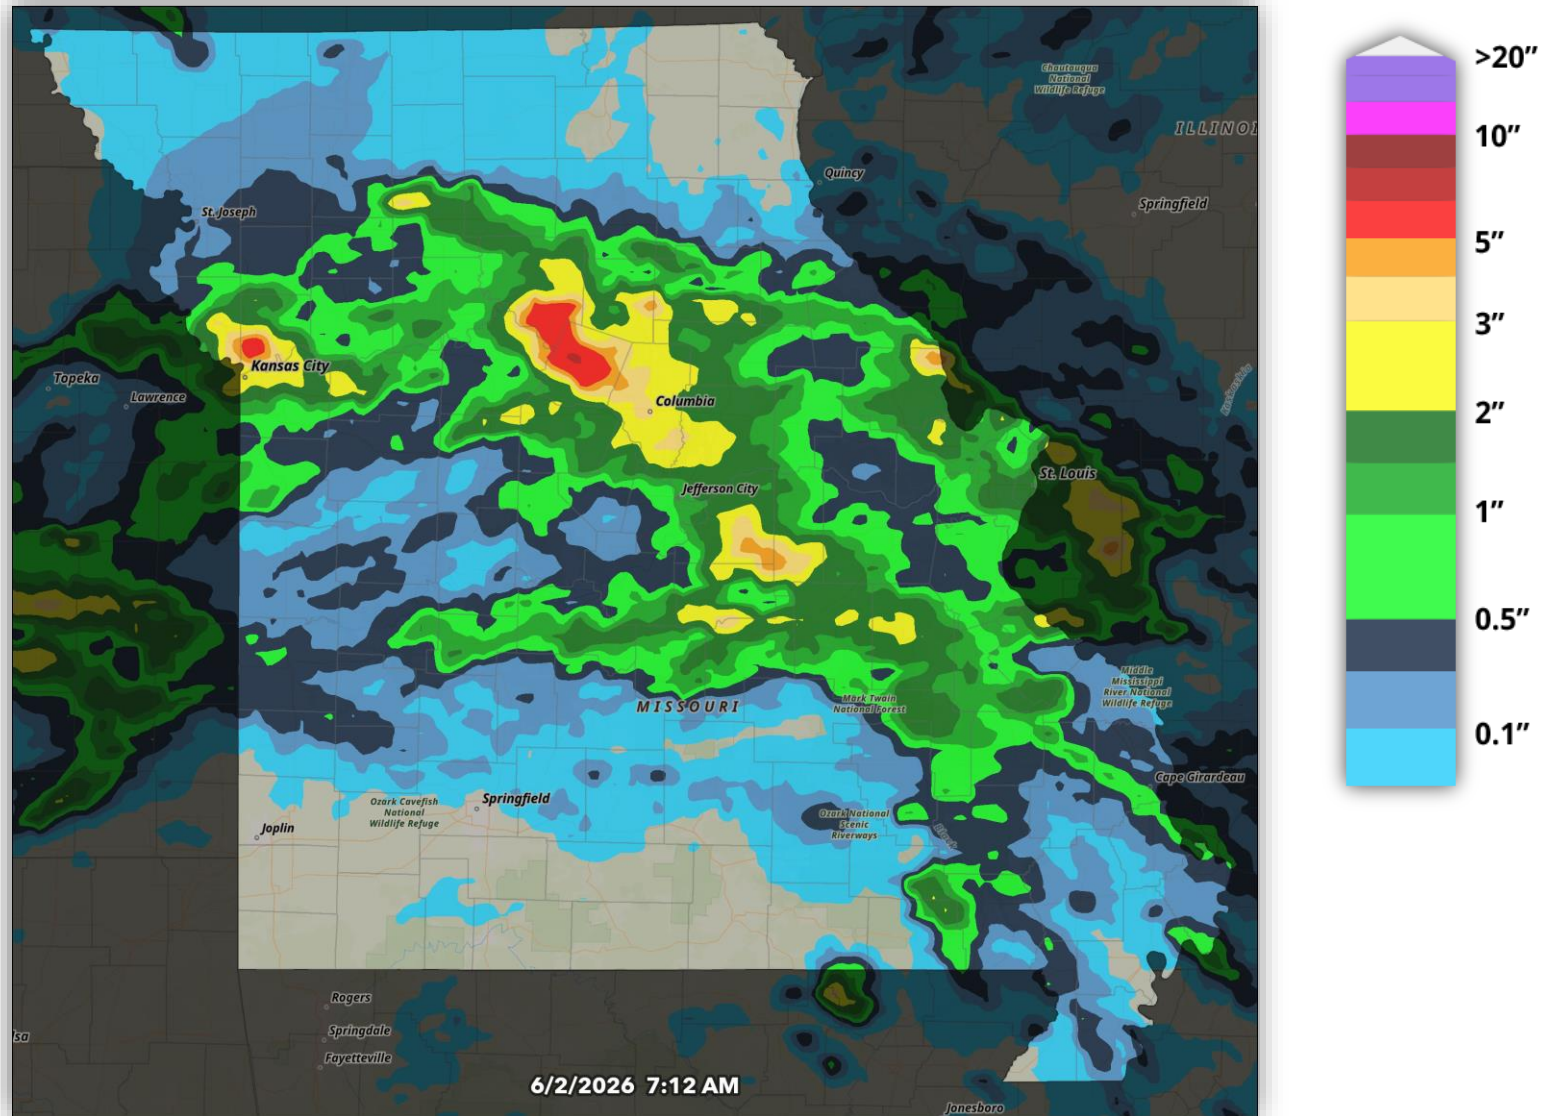 Chautauqua
National
Wildlife Refuge
ILLINOI
Quincy
Springfield
St. Joseph
Kansas City
Topeka
Lawrence
Columbia
Jefferson City
St. Louis
Kaskaskia
MISSOURI
Mark Twain
National Forest
Middle
Mississippi
River National
Wildlife Refuge
Cape Girardeau
Ozark Cavefish
National
Wildlife Refuge
Springfield
Joplin
Ozark National
Scenic
Riverways
Black
Rogers
Springdale
Fayetteville
lsa
Jonesboro
6/2/2026 7:12 AM
>20”
10”
5”
3”
2”
1”
0.5”
0.1”